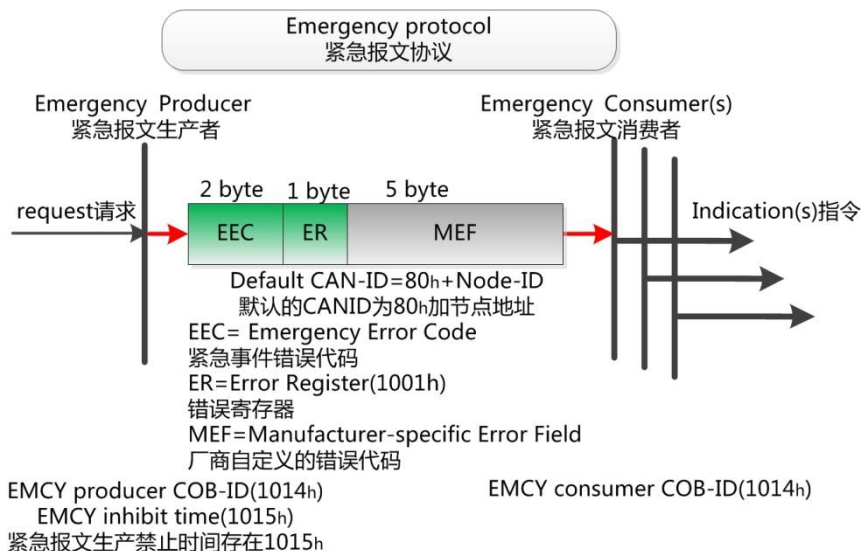 Emergency protocol
紧急报文协议
Emergency Producer
紧急报文生产者
Emergency Consumer(s)
紧急报文消费者
2 byte
1 byte
5 byte
request请求
EEC
ER
MEF
Indication(s)指令
Default CAN-ID=80h+Node-ID
默认的CANID为80h加节点地址
EEC= Emergency Error Code
紧急事件错误代码
ER=Error Register(1001h)
错误寄存器
MEF=Manufacturer-specific Error Field
厂商自定义的错误代码
EMCY producer COB-ID(1014h)
EMCY inhibit time(1015h)
紧急报文生产禁止时间存在1015h
EMCY consumer COB-ID(1014h)